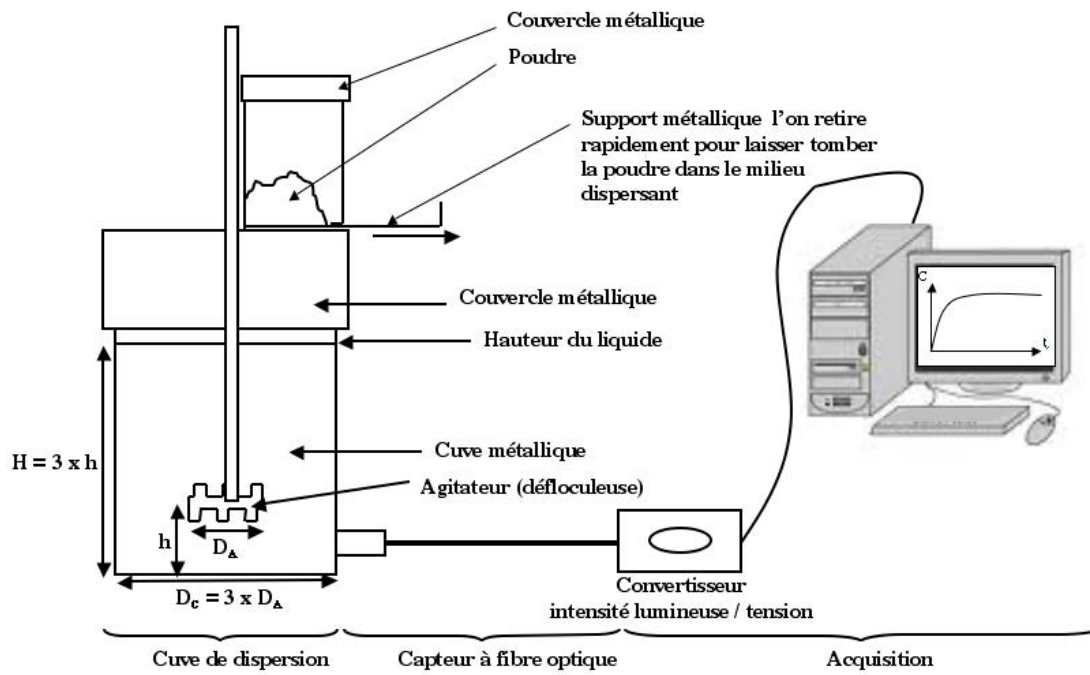 Couvercle métallique
Poudre
Support métallique l'on retire
rapidement pour laisser tomber
la poudre dans le milieu
dispersant
Couvercle métallique
Hauteur du liquide
C
t
H = 3 x h
Cuve métallique
Agitateur (défloculeuse)
h
D_A
D_C = 3 x D_A
Convertisseur
intensité lumineuse / tension
Cuve de dispersion
Capteur à fibre optique
Acquisition